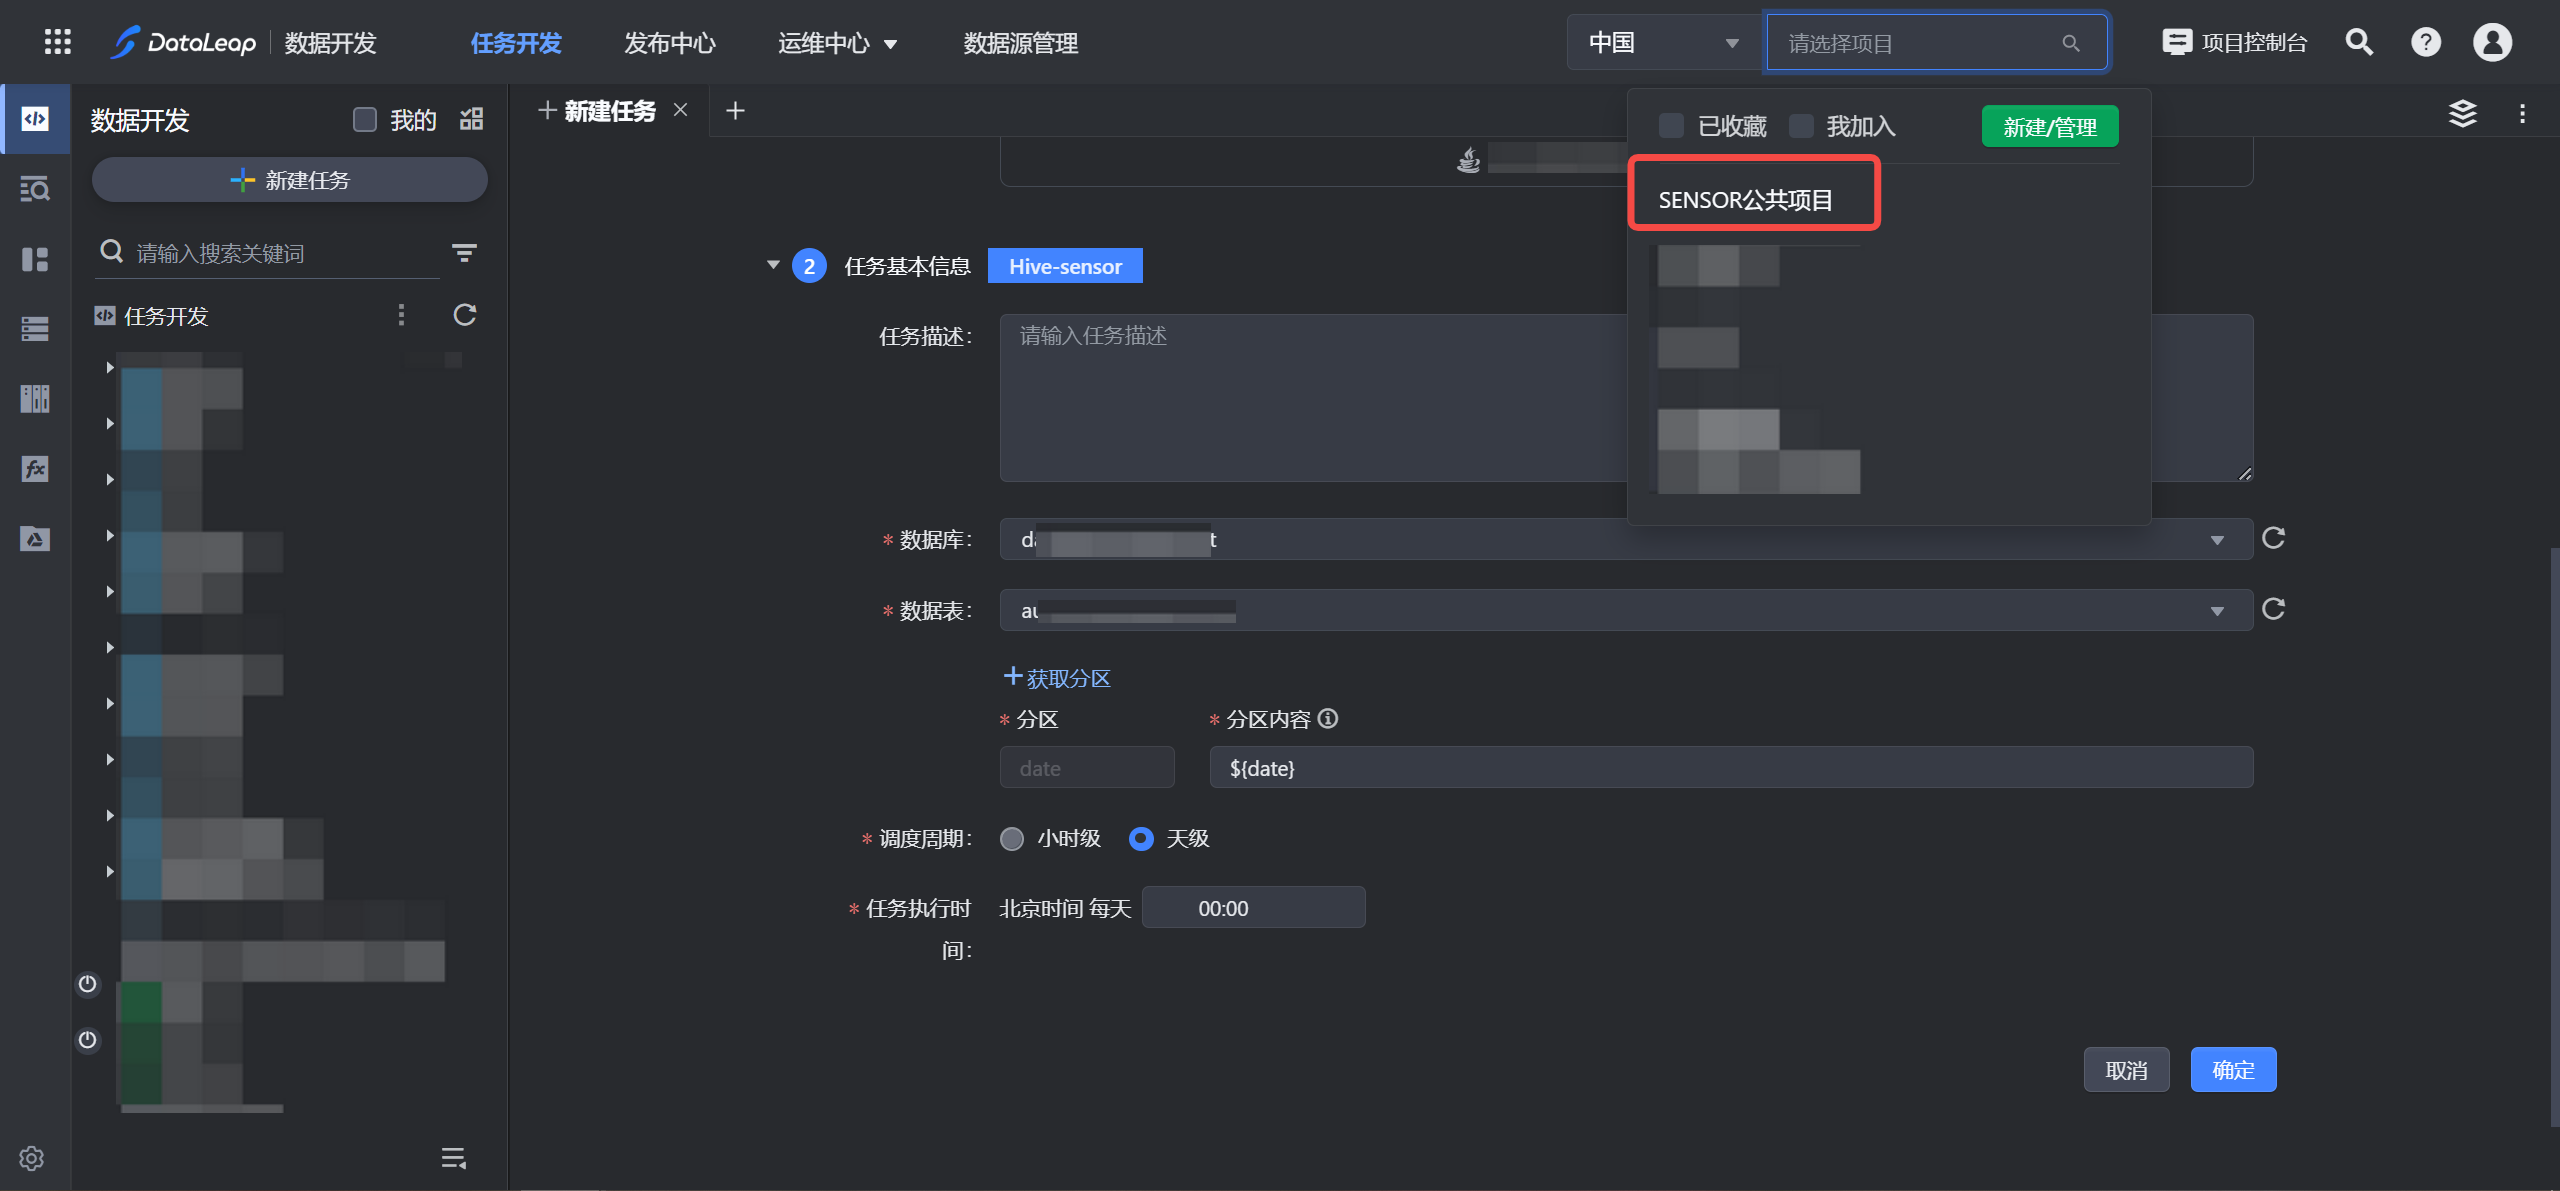 DataLeap 数据开发 任务开发 发布中心 运维中心 数据源管理 中国 请选择项目 项目控制台
数据开发 我的
新建任务
请输入搜索关键词
任务开发
新建任务
已收藏 我加入 新建/管理
SENSOR公共项目
2 任务基本信息 Hive-sensor
任务描述: 请输入任务描述
* 数据库:
* 数据表:
+获取分区
* 分区 * 分区内容
date ${date}
* 调度周期: 小时级 天级
* 任务执行时间: 北京时间 每天 00:00
取消 确定